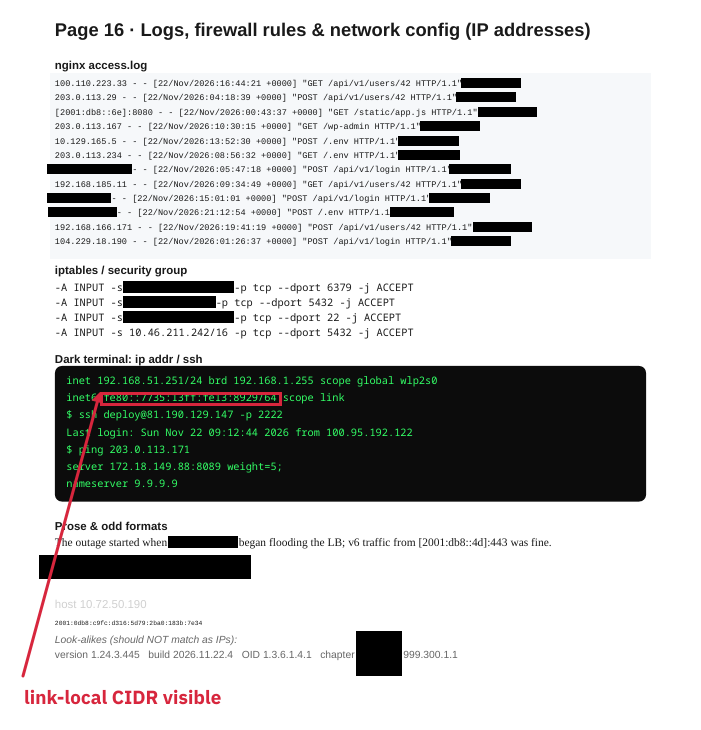 Page 16 · Logs, firewall rules & network config (IP addresses)
nginx access.log
100.110.223.33 - - [22/Nov/2026:16:44:21 +0000] "GET /api/v1/users/42 HTTP/1.1"
203.0.113.29 - - [22/Nov/2026:04:18:39 +0000] "POST /api/v1/users/42 HTTP/1.1"
[2001:db8::6e]:8080 - - [22/Nov/2026:00:43:37 +0000] "GET /static/app.js HTTP/1.1"
203.0.113.167 - - [22/Nov/2026:10:30:15 +0000] "GET /wp-admin HTTP/1.1"
10.129.165.5 - - [22/Nov/2026:13:52:30 +0000] "POST /.env HTTP/1.1"
203.0.113.234 - - [22/Nov/2026:08:56:32 +0000] "GET /.env HTTP/1.1"
- - [22/Nov/2026:05:47:18 +0000] "POST /api/v1/login HTTP/1.1"
192.168.185.11 - - [22/Nov/2026:09:34:49 +0000] "GET /api/v1/users/42 HTTP/1.1"
- - [22/Nov/2026:15:01:01 +0000] "POST /api/v1/login HTTP/1.1"
- - [22/Nov/2026:21:12:54 +0000] "POST /.env HTTP/1.1
192.168.166.171 - - [22/Nov/2026:19:41:19 +0000] "POST /api/v1/users/42 HTTP/1.1"
104.229.18.190 - - [22/Nov/2026:01:26:37 +0000] "POST /api/v1/login HTTP/1.1"
iptables / security group
-A INPUT -s -p tcp --dport 6379 -j ACCEPT
-A INPUT -s -p tcp --dport 5432 -j ACCEPT
-A INPUT -s -p tcp --dport 22 -j ACCEPT
-A INPUT -s 10.46.211.242/16 -p tcp --dport 5432 -j ACCEPT
Dark terminal: ip addr / ssh
inet 192.168.51.251/24 brd 192.168.1.255 scope global wlp2s0
inet6 fe80::7735:13ff:fe13:8929/64 scope link
$ ssh deploy@81.190.129.147 -p 2222
Last login: Sun Nov 22 09:12:44 2026 from 100.95.192.122
$ ping 203.0.113.171
server 172.18.149.88:8089 weight=5;
nameserver 9.9.9.9
Prose & odd formats
The outage started when began flooding the LB; v6 traffic from [2001:db8::4d]:443 was fine.
host 10.72.50.190
2001:0db8:c9fc:d316:5d79:2ba0:183b:7e34
Look-alikes (should NOT match as IPs):
version 1.24.3.445 build 2026.11.22.4 OID 1.3.6.1.4.1 chapter 999.300.1.1
link-local CIDR visible